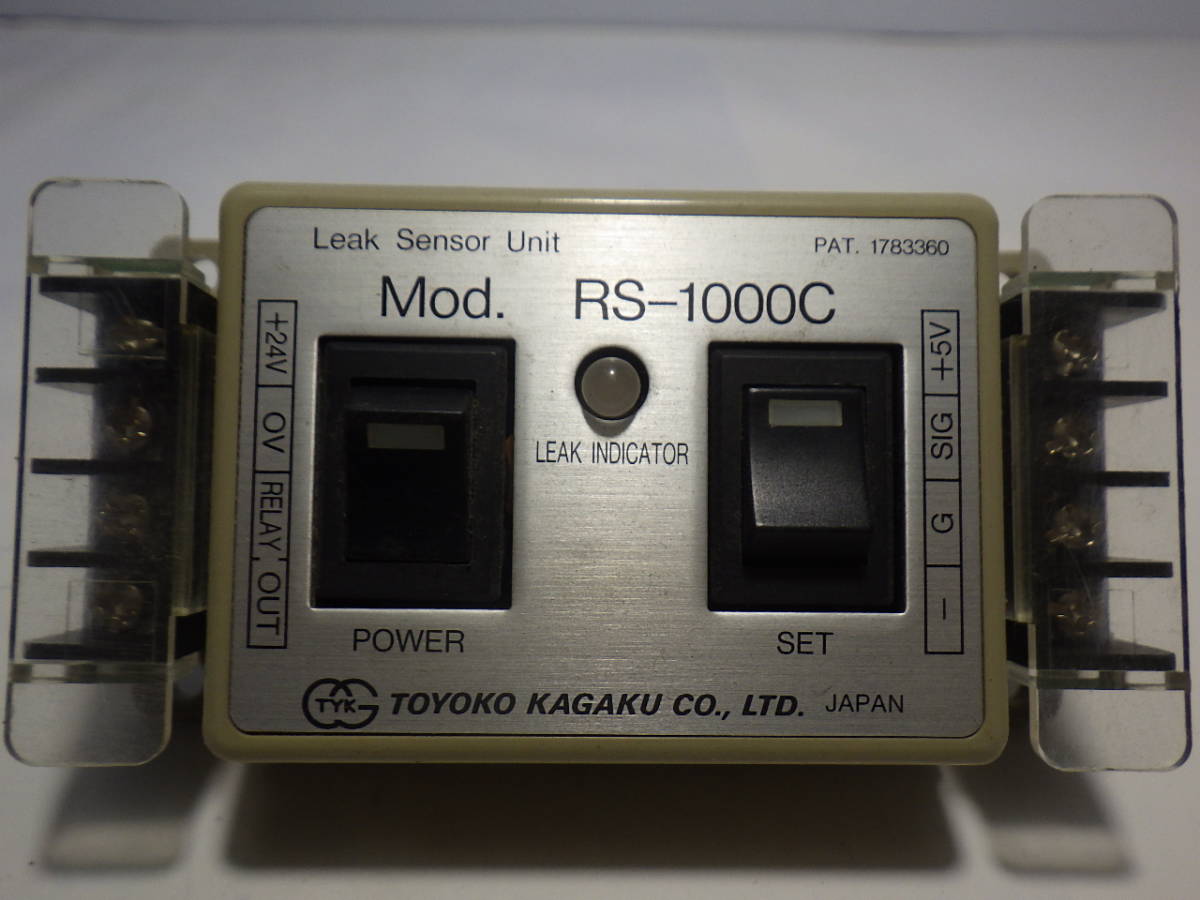 Leak Sensor Unit
PAT. 1783360
Mod. RS-1000C
+24V
0V
RELAY OUT
LEAK INDICATOR
+5V
SIG
G
-
POWER
SET
TYK
TOYOKO KAGAKU CO., LTD. JAPAN